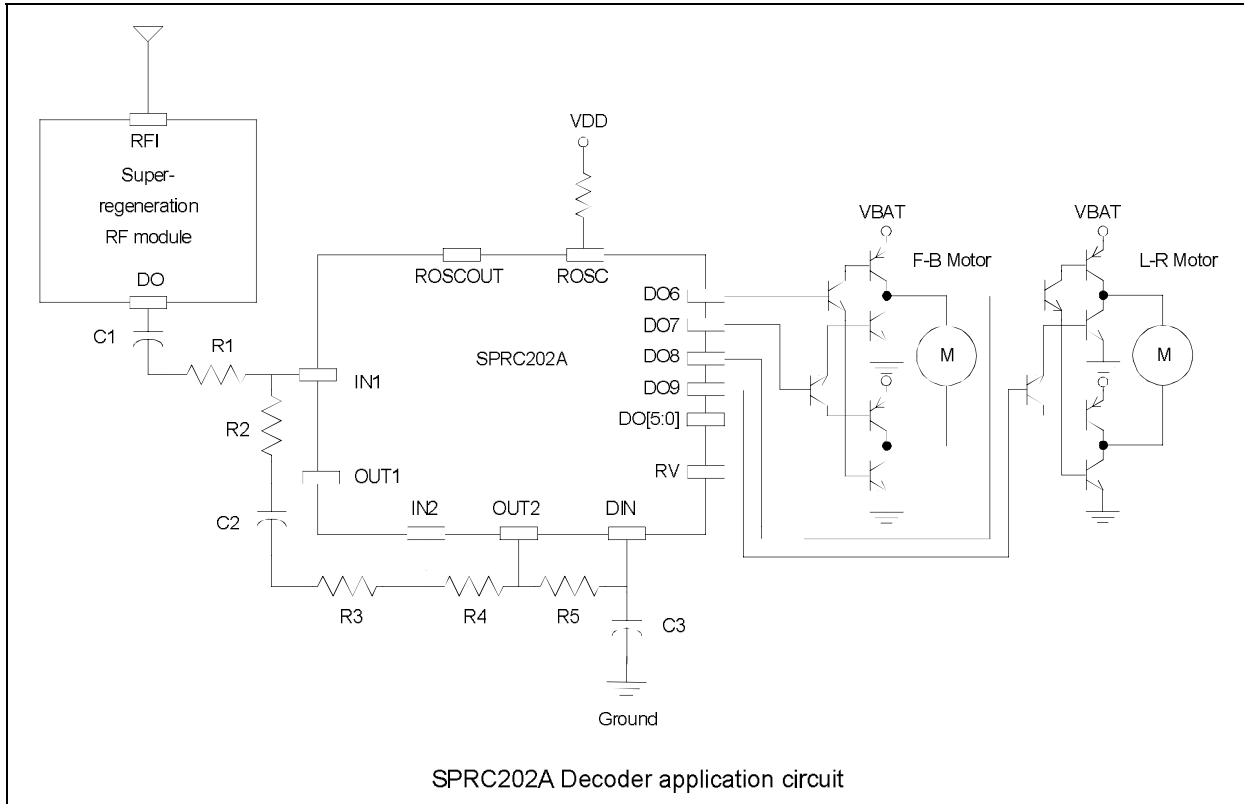 RFI
Super-
regeneration
RF module
DO
C1
R1
R2
C2
R3
R4
R5
C3
Ground
VDD
ROSCOUT
ROSC
SPRC202A
IN1
OUT1
IN2
OUT2
DIN
DO6
DO7
DO8
DO9
DO[5:0]
RV
VBAT
F-B Motor
M
VBAT
L-R Motor
M
SPRC202A Decoder application circuit